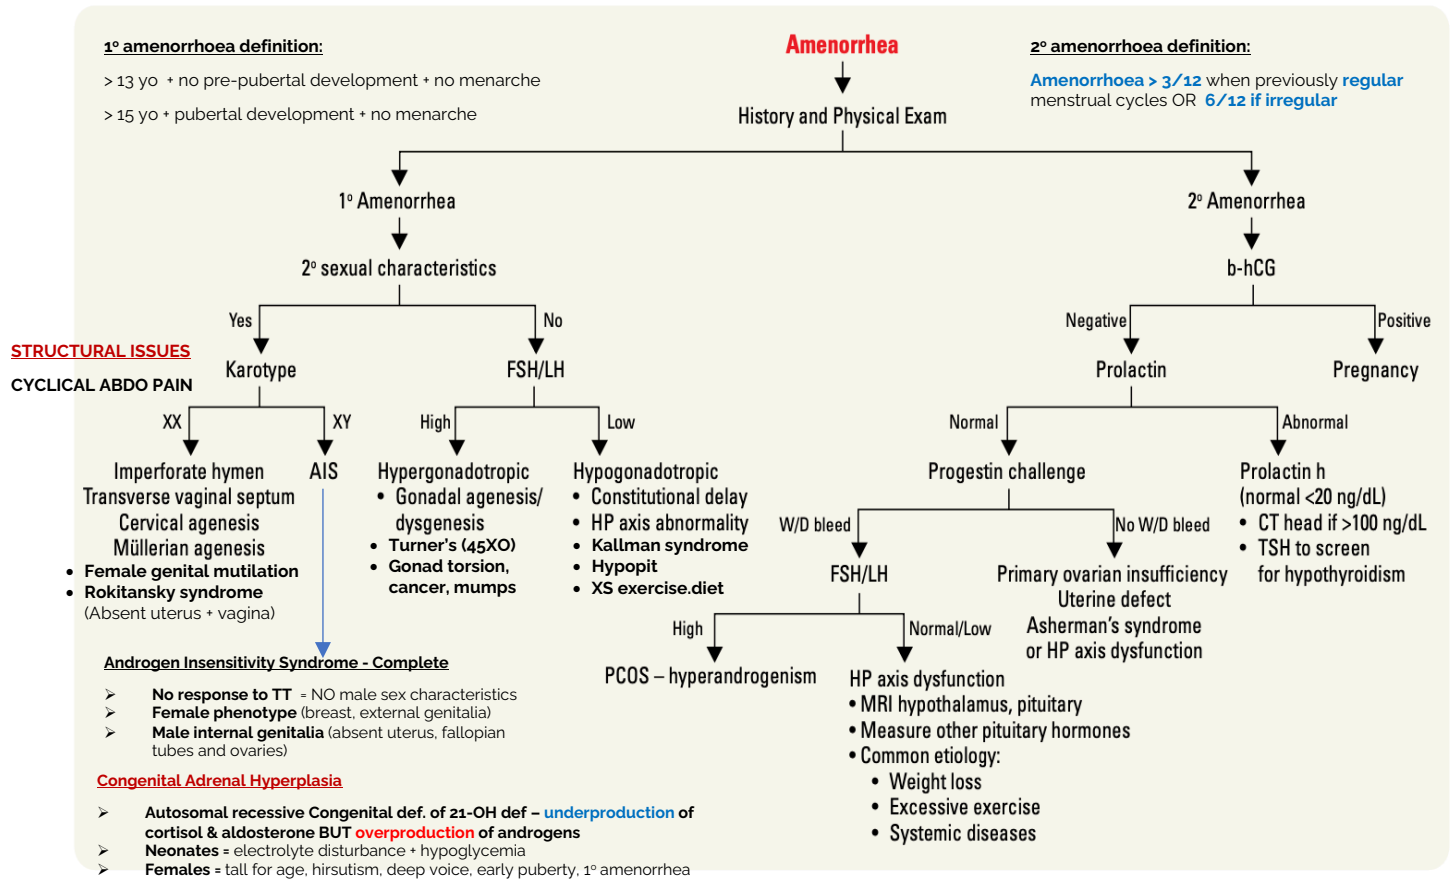 1º amenorrhoea definition:
> 13 yo + no pre-pubertal development + no menarche
> 15 yo + pubertal development + no menarche
Amenorrhea
History and Physical Exam
2º amenorrhoea definition:
Amenorrhoea > 3/12 when previously regular
menstrual cycles OR 6/12 if irregular
1º Amenorrhea
2º sexual characteristics
Yes
No
STRUCTURAL ISSUES
CYCLICAL ABDO PAIN
Karotype
FSH/LH
XX
XY
High
Low
Imperforate hymen
Transverse vaginal septum
Cervical agenesis
Müllerian agenesis
• Female genital mutilation
• Rokitansky syndrome
(Absent uterus + vagina)
AIS
Hypergonadotropic
• Gonadal agenesis/
dysgenesis
• Turner's (45XO)
• Gonad torsion,
cancer, mumps
Hypogonadotropic
• Constitutional delay
• HP axis abnormality
• Kallman syndrome
• Hypopit
• XS exercise.diet
2º Amenorrhea
b-hCG
Negative
Positive
Prolactin
Pregnancy
Normal
Abnormal
Progestin challenge
Prolactin h
(normal <20 ng/dL)
• CT head if >100 ng/dL
• TSH to screen
for hypothyroidism
W/D bleed
No W/D bleed
FSH/LH
Primary ovarian insufficiency
Uterine defect
Asherman's syndrome
or HP axis dysfunction
High
Normal/Low
PCOS – hyperandrogenism
HP axis dysfunction
• MRI hypothalamus, pituitary
• Measure other pituitary hormones
• Common etiology:
• Weight loss
• Excessive exercise
• Systemic diseases
Androgen Insensitivity Syndrome - Complete
➢ No response to TT = NO male sex characteristics
➢ Female phenotype (breast, external genitalia)
➢ Male internal genitalia (absent uterus, fallopian
tubes and ovaries)
Congenital Adrenal Hyperplasia
➢ Autosomal recessive Congenital def. of 21-OH def – underproduction of
cortisol & aldosterone BUT overproduction of androgens
➢ Neonates = electrolyte disturbance + hypoglycemia
➢ Females = tall for age, hirsutism, deep voice, early puberty, 1º amenorrhea